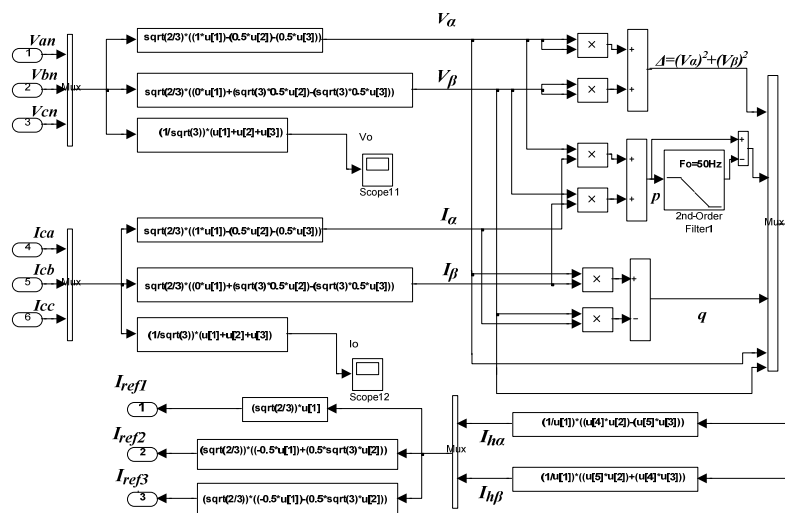 Van
1
Vbn
2
Vcn
3
Mux
sqrt(2/3)*((1*u[1])-(0.5*u[2])-(0.5*u[3]))
Vα
sqrt(2/3)*((0*u[1])+(sqrt(3)*0.5*u[2])-(sqrt(3)*0.5*u[3]))
Vβ
(1/sqrt(3))*(u[1]+u[2]+u[3])
Vo
Scope11
×
+
+
×
Δ=(Vα)²+(Vβ)²
×
+
+
×
p
Fo=50Hz
2nd-Order
Filter1
+
−
Mux
Ica
4
Icb
5
Icc
6
Mux
sqrt(2/3)*((1*u[1])-(0.5*u[2])-(0.5*u[3]))
Iα
sqrt(2/3)*((0*u[1])+(sqrt(3)*0.5*u[2])-(sqrt(3)*0.5*u[3]))
Iβ
(1/sqrt(3))*(u[1]+u[2]+u[3])
Io
Scope12
×
+
−
×
q
Iref1
1
(sqrt(2/3))*u[1]
Iref2
2
(sqrt(2/3))*((-0.5*u[1])+(0.5*sqrt3)*u[2]))
Iref3
3
(sqrt(2/3))*((-0.5*u[1])-(0.5*sqrt3)*u[2]))
Mux
Ihα
(1/u[1])*((u[4]*u[2])-(u[5]*u[3]))
Ihβ
(1/u[1])*((u[5]*u[2])+(u[4]*u[3]))